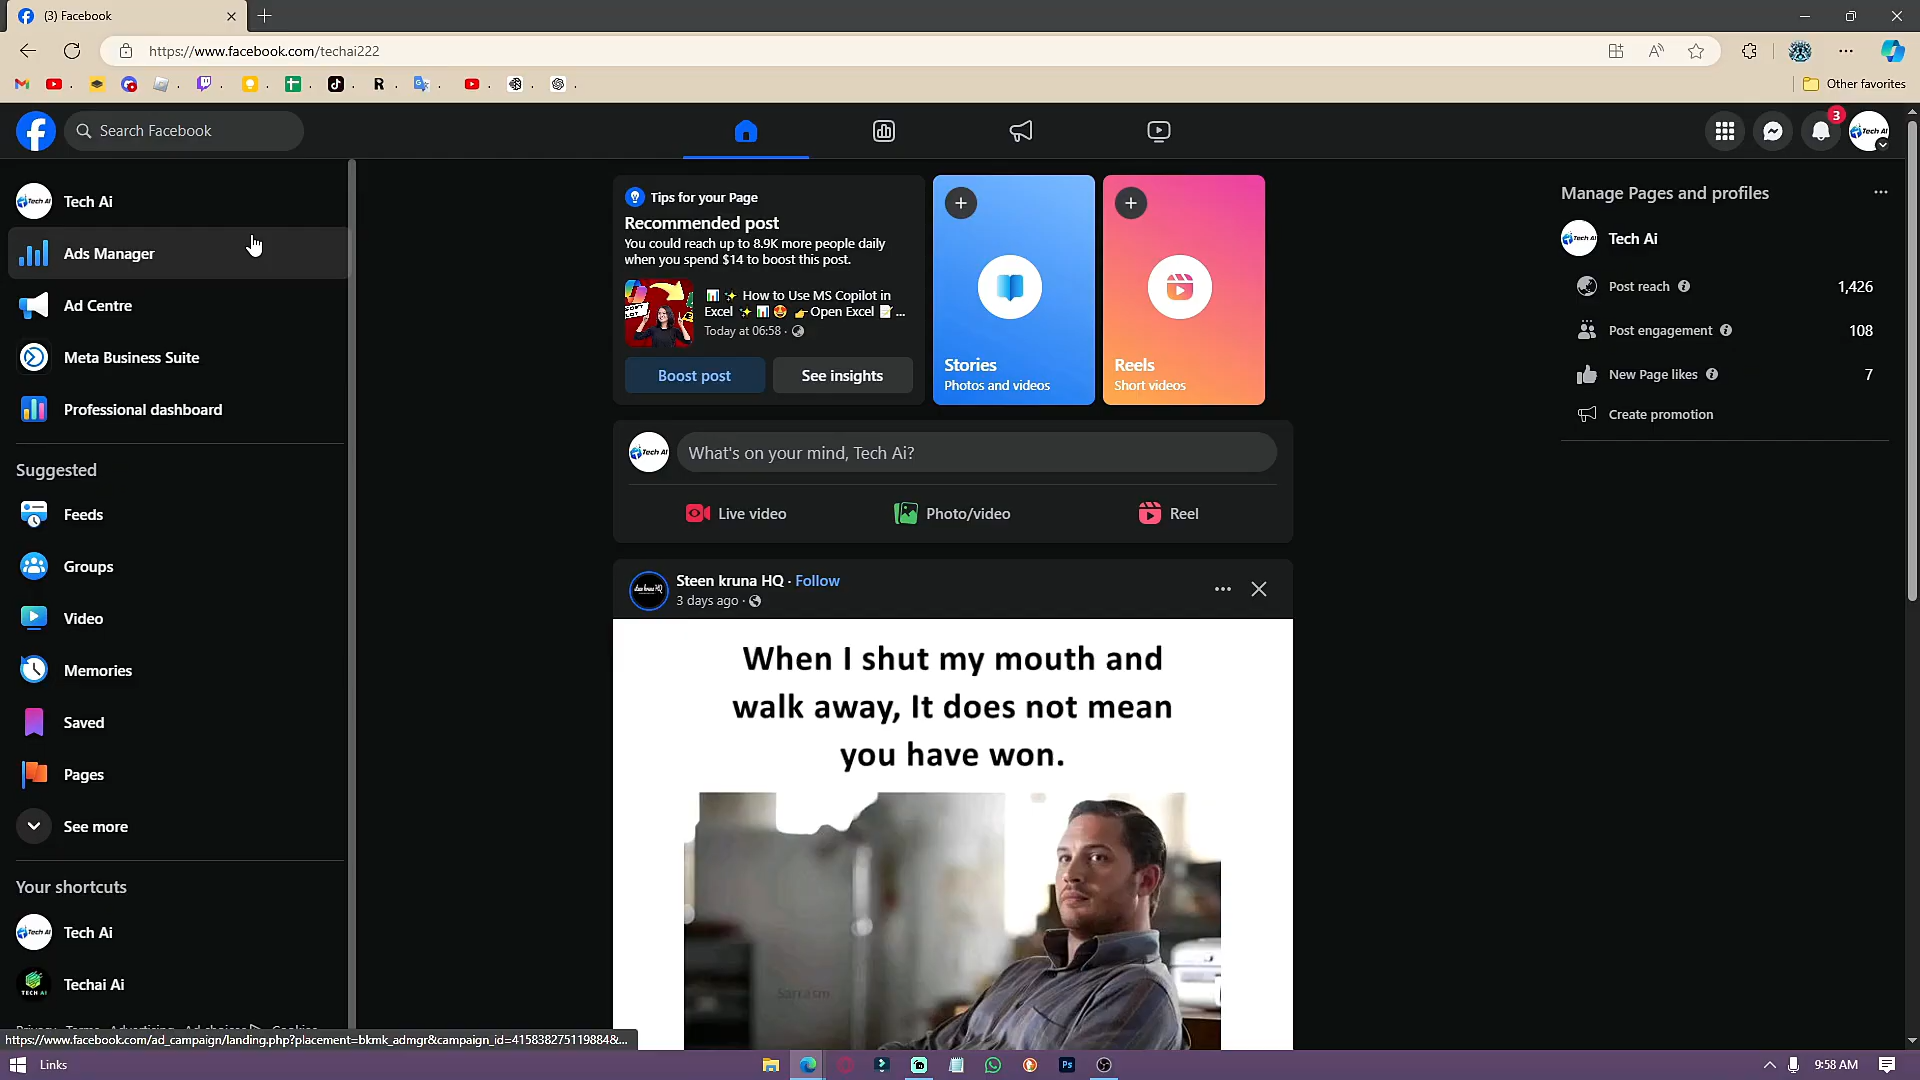 (3) Facebook
https://www.facebook.com/techai222
Other favorites
Search Facebook
3
Tech Ai
Ads Manager
Ad Centre
Meta Business Suite
Professional dashboard
Suggested
Feeds
Groups
Video
Memories
Saved
Pages
See more
Your shortcuts
Tech Ai
Techai Ai
Tips for your Page
Recommended post
You could reach up to 8.9K more people daily
when you spend $14 to boost this post.
📊 ✨ How to Use MS Copilot in
Excel ✨ 📊 🤩 👉Open Excel 📝...
Today at 06:58 ·
Boost post
See insights
Stories
Photos and videos
Reels
Short videos
What's on your mind, Tech Ai?
Live video
Photo/video
Reel
Steen kruna HQ · Follow
3 days ago ·
When I shut my mouth and
walk away, It does not mean
you have won.
Sarcasm
Manage Pages and profiles
Tech Ai
Post reach 1,426
Post engagement 108
New Page likes 7
Create promotion
https://www.facebook.com/ad_campaign/landing.php?placement=bkmk_admgr&campaign_id=415838275119884&...
Links
9:58 AM